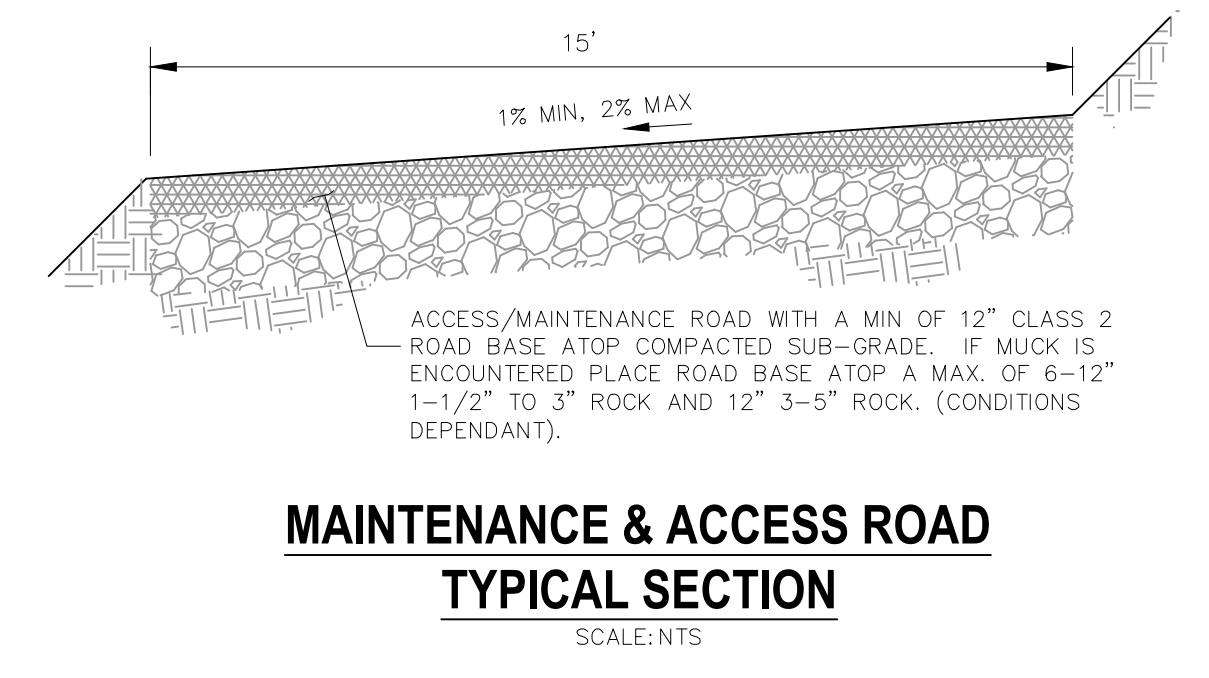 15’
1% MIN, 2% MAX
ACCESS/MAINTENANCE ROAD WITH A MIN OF 12” CLASS 2
ROAD BASE ATOP COMPACTED SUB-GRADE. IF MUCK IS
ENCOUNTERED PLACE ROAD BASE ATOP A MAX. OF 6-12”
1-1/2” TO 3” ROCK AND 12” 3-5” ROCK. (CONDITIONS
DEPENDANT).
MAINTENANCE & ACCESS ROAD
TYPICAL SECTION
SCALE: NTS